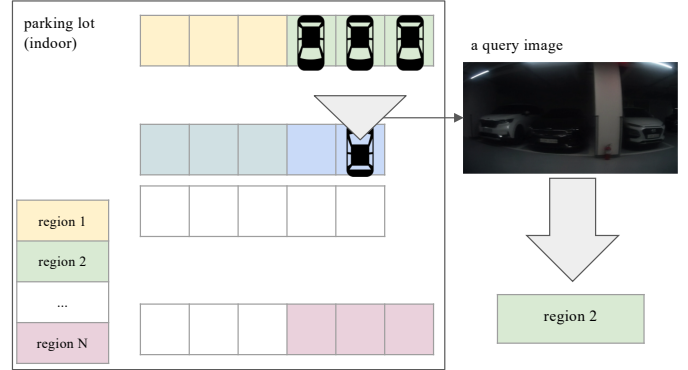 parking lot
(indoor)
a query image
region 1
region 2
...
region N
region 2